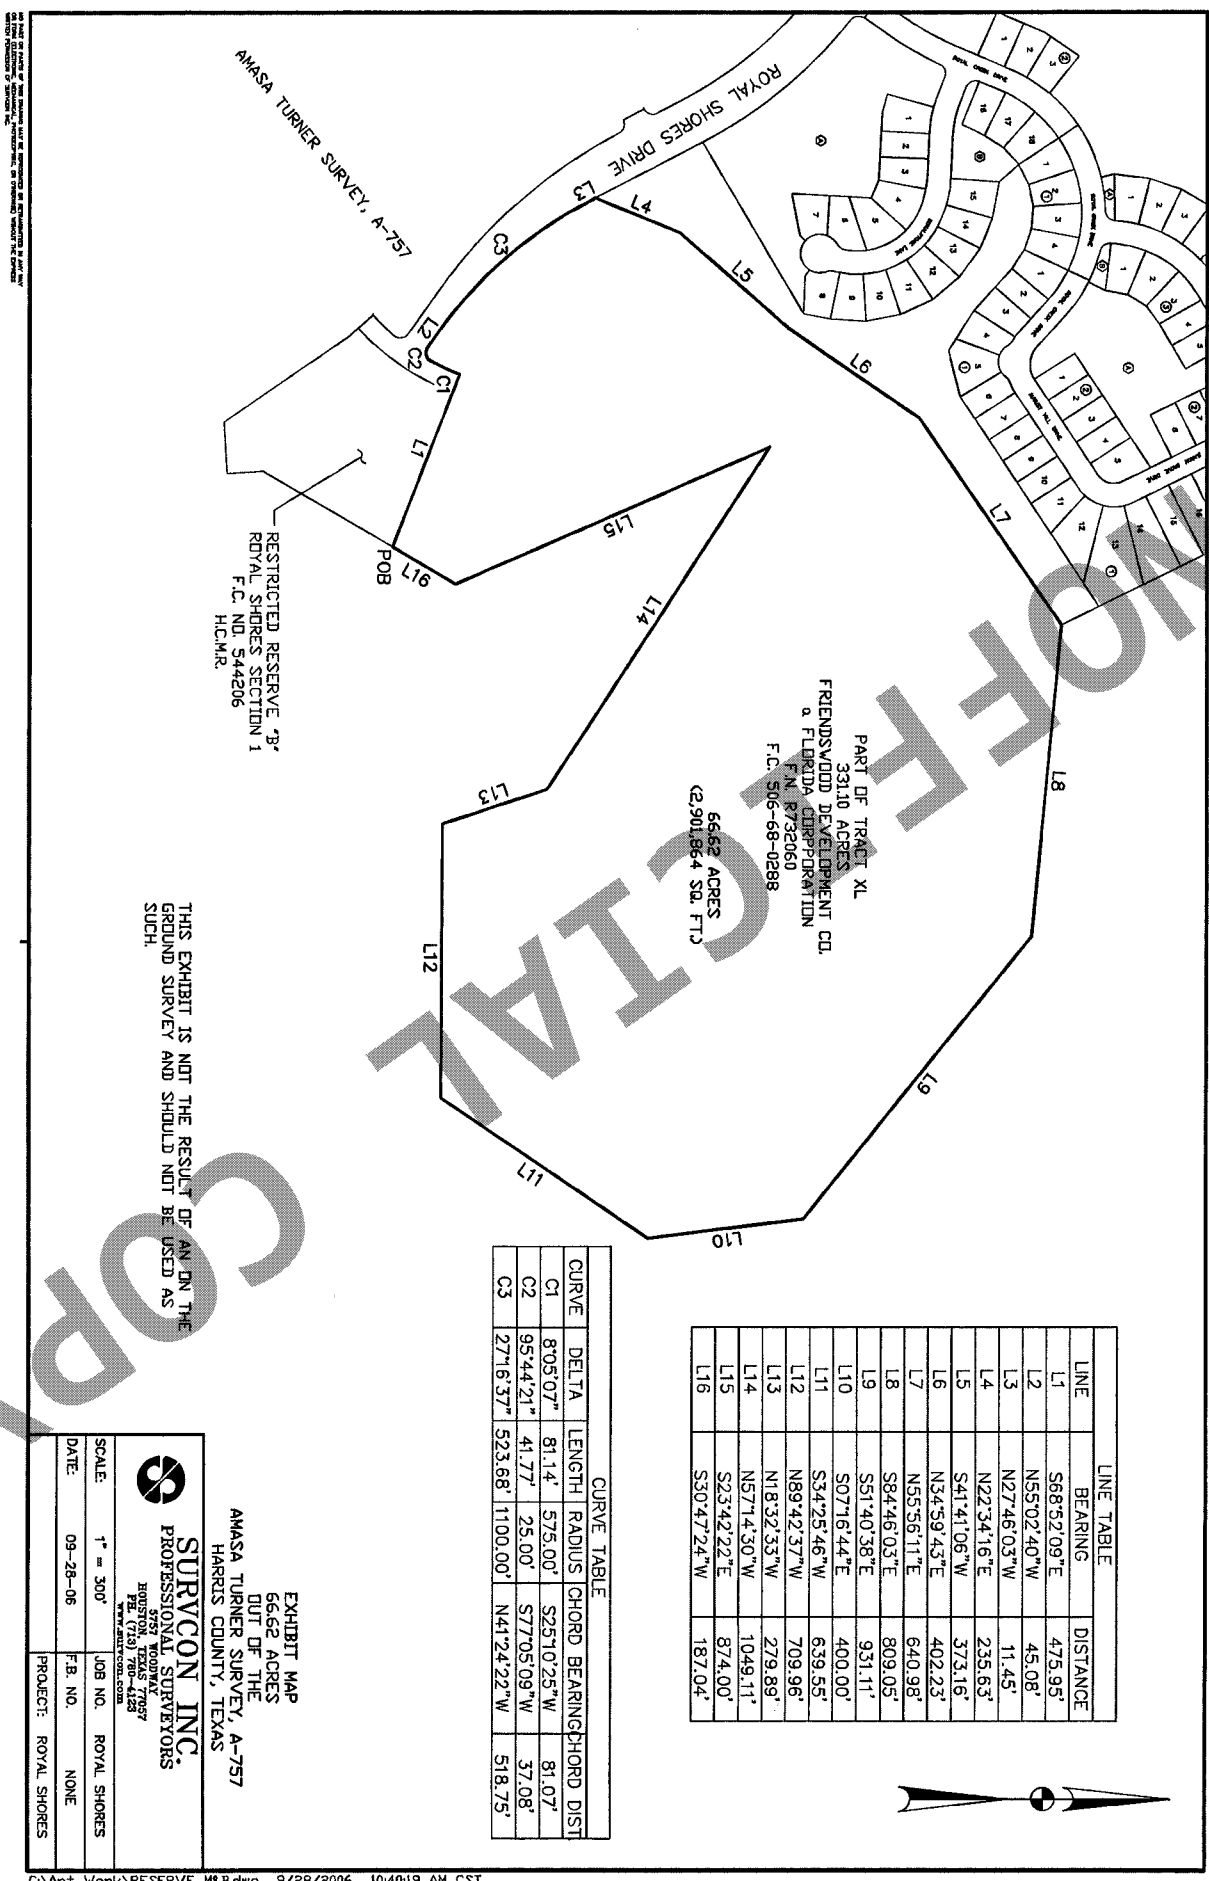 ROYAL SHORES DRIVE
AMASA TURNER SURVEY, A-757
L3
L4
L5
L6
L7
L8
L9
L10
L11
L12
L13
L14
L15
L16
POB
L1
C1
C2
L2
C3
PART OF TRACT XL
331.10 ACRES
FRIENDSWOOD DEVELOPMENT CO.
a FLORIDA CORPPORATION
F.N. R732060
F.C. 506-68-0288
66.62 ACRES
(2,901,864 SQ. FT.)
RESTRICTED RESERVE "B"
ROYAL SHORES SECTION 1
F.C. NO. 544206
H.C.M.R.
THIS EXHIBIT IS NOT THE RESULT OF AN ON THE
GROUND SURVEY AND SHOULD NOT BE USED AS
SUCH.
UNOFFICIAL
COPY
LINE TABLE
LINE BEARING DISTANCE
L1 S68°52'09"E 475.95'
L2 N55°02'40"W 45.08'
L3 N27°46'03"W 11.45'
L4 N22°34'16"E 235.63'
L5 S41°41'06"W 373.16'
L6 N34°59'43"E 402.23'
L7 N55°56'11"E 640.98'
L8 S84°46'03"E 809.05'
L9 S51°40'38"E 931.11'
L10 S07°16'44"E 400.00'
L11 S34°25'46"W 639.55'
L12 N89°42'37"W 709.96'
L13 N18°32'33"W 279.89'
L14 N57°14'30"W 1049.11'
L15 S23°42'22"E 874.00'
L16 S30°47'24"W 187.04'
CURVE TABLE
CURVE DELTA LENGTH RADIUS CHORD BEARING CHORD DIST
C1 8°05'07" 81.14' 575.00' S25°10'25"W 81.07'
C2 95°44'21" 41.77' 25.00' S77°05'09"W 37.08'
C3 27°16'37" 523.68' 1100.00' N41°24'22"W 518.75'
EXHIBIT MAP
66.62 ACRES
OUT OF THE
AMASA TURNER SURVEY, A-757
HARRIS COUNTY, TEXAS
SURVCON INC.
PROFESSIONAL SURVEYORS
5757 WOODWAY
HOUSTON, TEXAS 77057
PH. (713) 780-4123
www.survcon.com
SCALE: 1" = 300' JOB NO. ROYAL SHORES
DATE: 09-28-06 F.B. NO. NONE
PROJECT: ROYAL SHORES